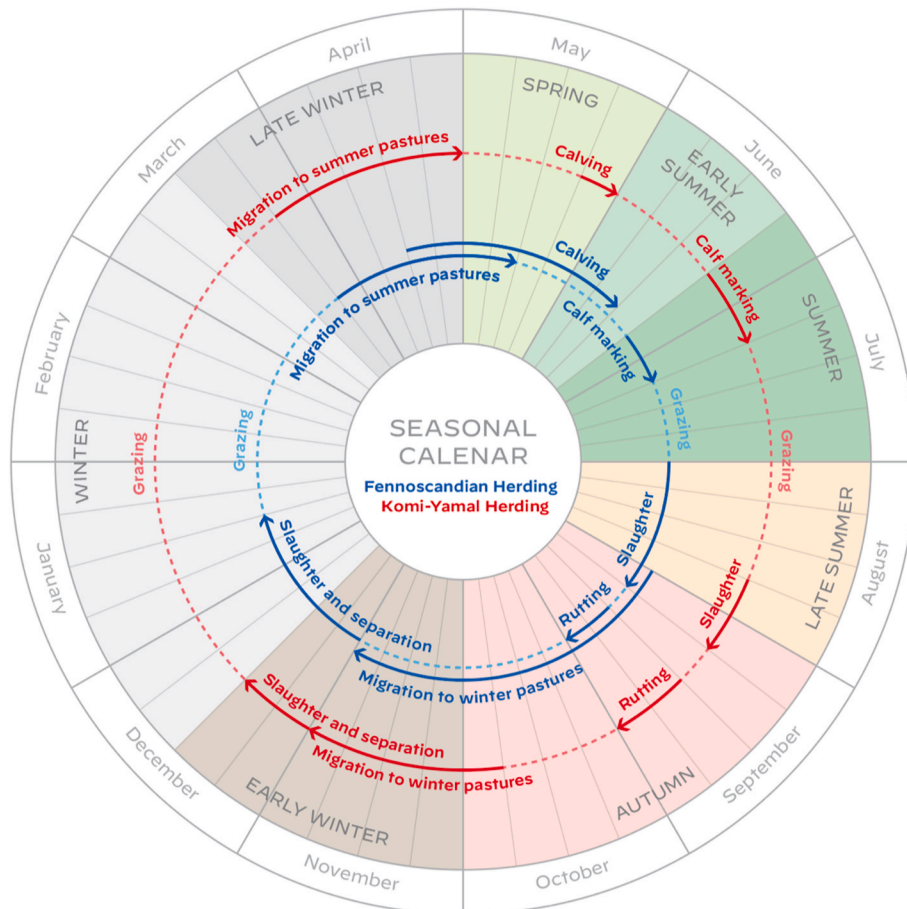 April
May
March
June
February
July
January
August
December
September
November
October
LATE WINTER
SPRING
EARLY
SUMMER
SUMMER
LATE SUMMER
AUTUMN
EARLY WINTER
WINTER
Migration to summer pastures
Calving
Calf marking
Grazing
Slaughter
Rutting
Migration to winter pastures
Slaughter and separation
Grazing
Migration to summer pastures
Calving
Calf marking
Grazing
Slaughter
Rutting
Migration to winter pastures
Slaughter and separation
Grazing
SEASONAL
CALENAR
Fennoscandian Herding
Komi-Yamal Herding